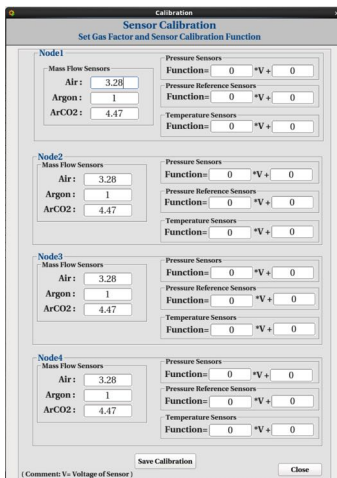 Calibration
Sensor Calibration
Set Gas Factor and Sensor Calibration Function
Node1
Mass Flow Sensors
Air : 3.28
Argon : 1
ArCO2 : 4.47
Pressure Sensors
Function= 0 *V + 0
Pressure Reference Sensors
Function= 0 *V + 0
Temperature Sensors
Function= 0 *V + 0
Node2
Mass Flow Sensors
Air : 3.28
Argon : 1
ArCO2 : 4.47
Pressure Sensors
Function= 0 *V + 0
Pressure Reference Sensors
Function= 0 *V + 0
Temperature Sensors
Function= 0 *V + 0
Node3
Mass Flow Sensors
Air : 3.28
Argon : 1
ArCO2 : 4.47
Pressure Sensors
Function= 0 *V + 0
Pressure Reference Sensors
Function= 0 *V + 0
Temperature Sensors
Function= 0 *V + 0
Node4
Mass Flow Sensors
Air : 3.28
Argon : 1
ArCO2 : 4.47
Pressure Sensors
Function= 0 *V + 0
Pressure Reference Sensors
Function= 0 *V + 0
Temperature Sensors
Function= 0 *V + 0
Save Calibration
Close
( Comment: V= Voltage of Sensor )